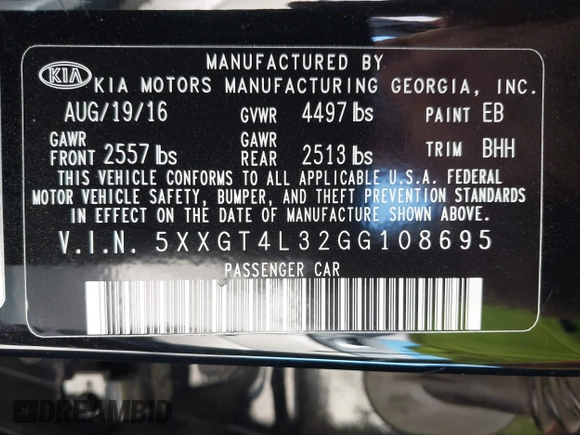 MANUFACTURED BY
KIA
KIA MOTORS MANUFACTURING GEORGIA, INC.
AUG/19/16 GVWR 4497 lbs PAINT EB
GAWR FRONT 2557 lbs GAWR REAR 2513 lbs TRIM BHH
THIS VEHICLE CONFORMS TO ALL APPLICABLE U.S.A. FEDERAL
MOTOR VEHICLE SAFETY, BUMPER, AND THEFT PREVENTION STANDARDS
IN EFFECT ON THE DATE OF MANUFACTURE SHOWN ABOVE.
V.I.N. 5XXGT4L32GG108695
PASSENGER CAR
DREAMBID